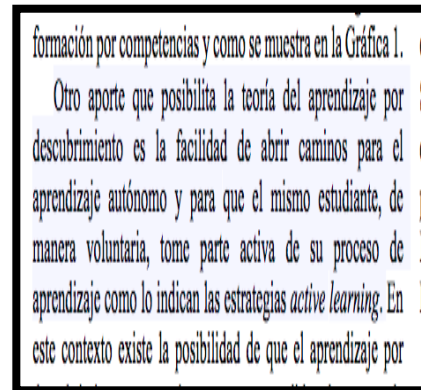 formación por competencias y como se muestra en la Gráfica 1.
Otro aporte que posibilita la teoría del aprendizaje por
descubrimiento es la facilidad de abrir caminos para el
aprendizaje autónomo y para que el mismo estudiante, de
manera voluntaria, tome parte activa de su proceso de
aprendizaje como lo indican las estrategias active learning. En
este contexto existe la posibilidad de que el aprendizaje por